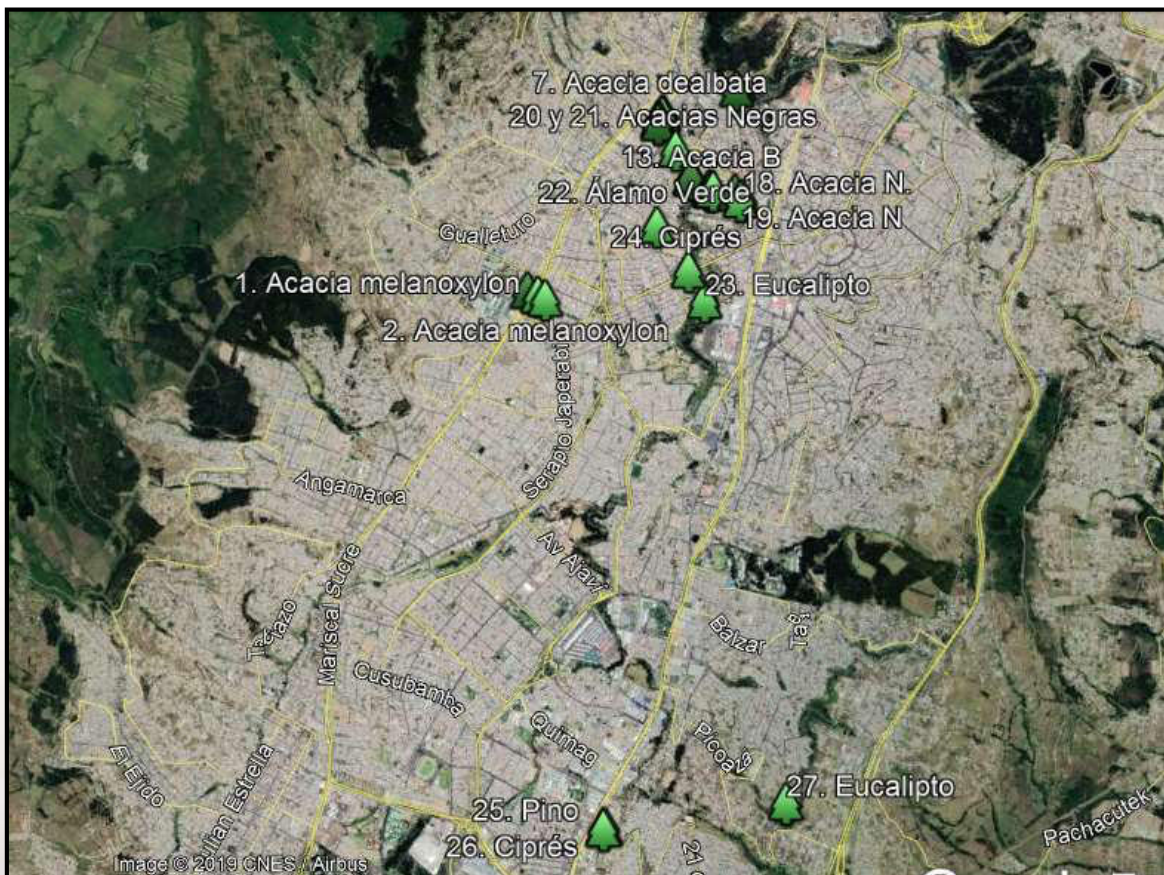 7. Acacia dealbata
20 y 21. Acacias Negras
13. Acacia B
18. Acacia N.
22. Álamo Verde
19. Acacia N
Gualleturo
24. Ciprés
1. Acacia melanoxylon
23. Eucalipto
2. Acacia melanoxylon
Serapio Japerabi
Angamarca
Av Ajavi
Mariscal Sucre
Balzar
Cusubamba
Quimag
Picoaza
El Ejido
27. Eucalipto
Julian Estrella
25. Pino
26. Ciprés
Pachacutek
Image © 2019 CNES / Airbus